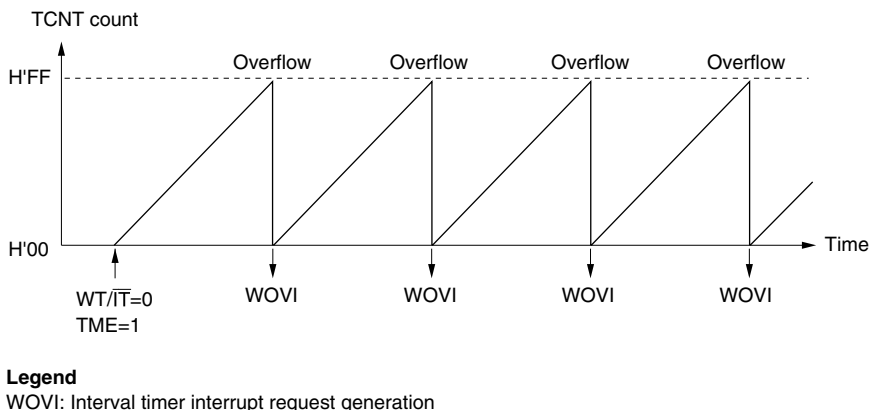 TCNT count
Overflow Overflow Overflow Overflow
H'FF
H'00
Time
WT/I̅T̅=0
TME=1
WOVI WOVI WOVI WOVI
Legend
WOVI: Interval timer interrupt request generation